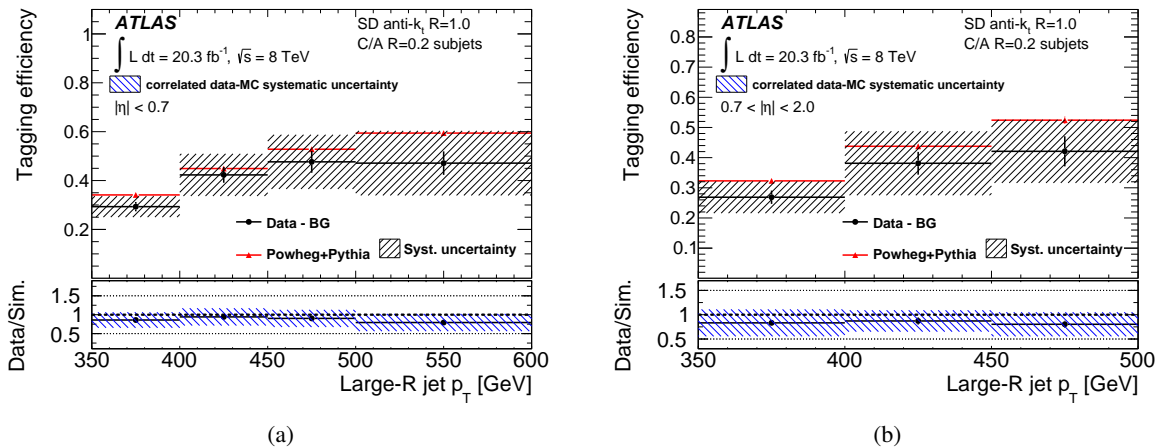 ATLAS
SD anti-k_t R=1.0
C/A R=0.2 subjets
∫ L dt = 20.3 fb⁻¹, √s = 8 TeV
correlated data-MC systematic uncertainty
|η| < 0.7
Tagging efficiency
1
0.8
0.6
0.4
0.2
Data - BG
Powheg+Pythia
Syst. uncertainty
Data/Sim.
1.5
1
0.5
350 400 450 500 550 600
Large-R jet p_T [GeV]
(a)
ATLAS
SD anti-k_t R=1.0
C/A R=0.2 subjets
∫ L dt = 20.3 fb⁻¹, √s = 8 TeV
correlated data-MC systematic uncertainty
0.7 < |η| < 2.0
Tagging efficiency
0.8
0.7
0.6
0.5
0.4
0.3
0.2
0.1
Data - BG
Powheg+Pythia
Syst. uncertainty
Data/Sim.
1.5
1
0.5
350 400 450 500
Large-R jet p_T [GeV]
(b)